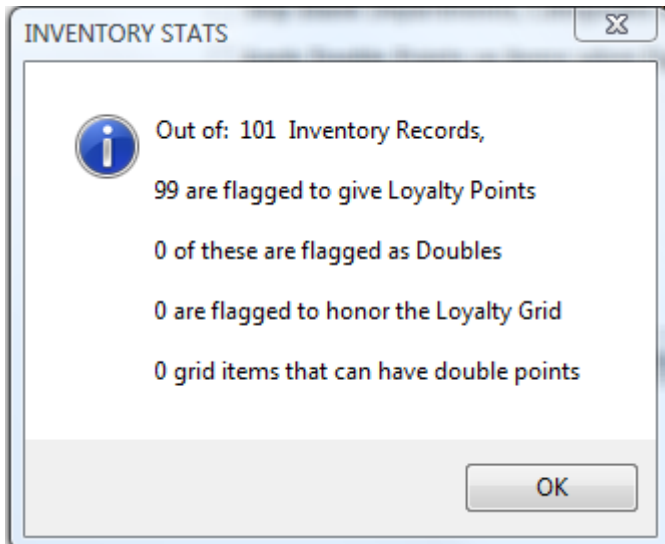 INVENTORY STATS
Out of: 101 Inventory Records,
99 are flagged to give Loyalty Points
0 of these are flagged as Doubles
0 are flagged to honor the Loyalty Grid
0 grid items that can have double points
OK